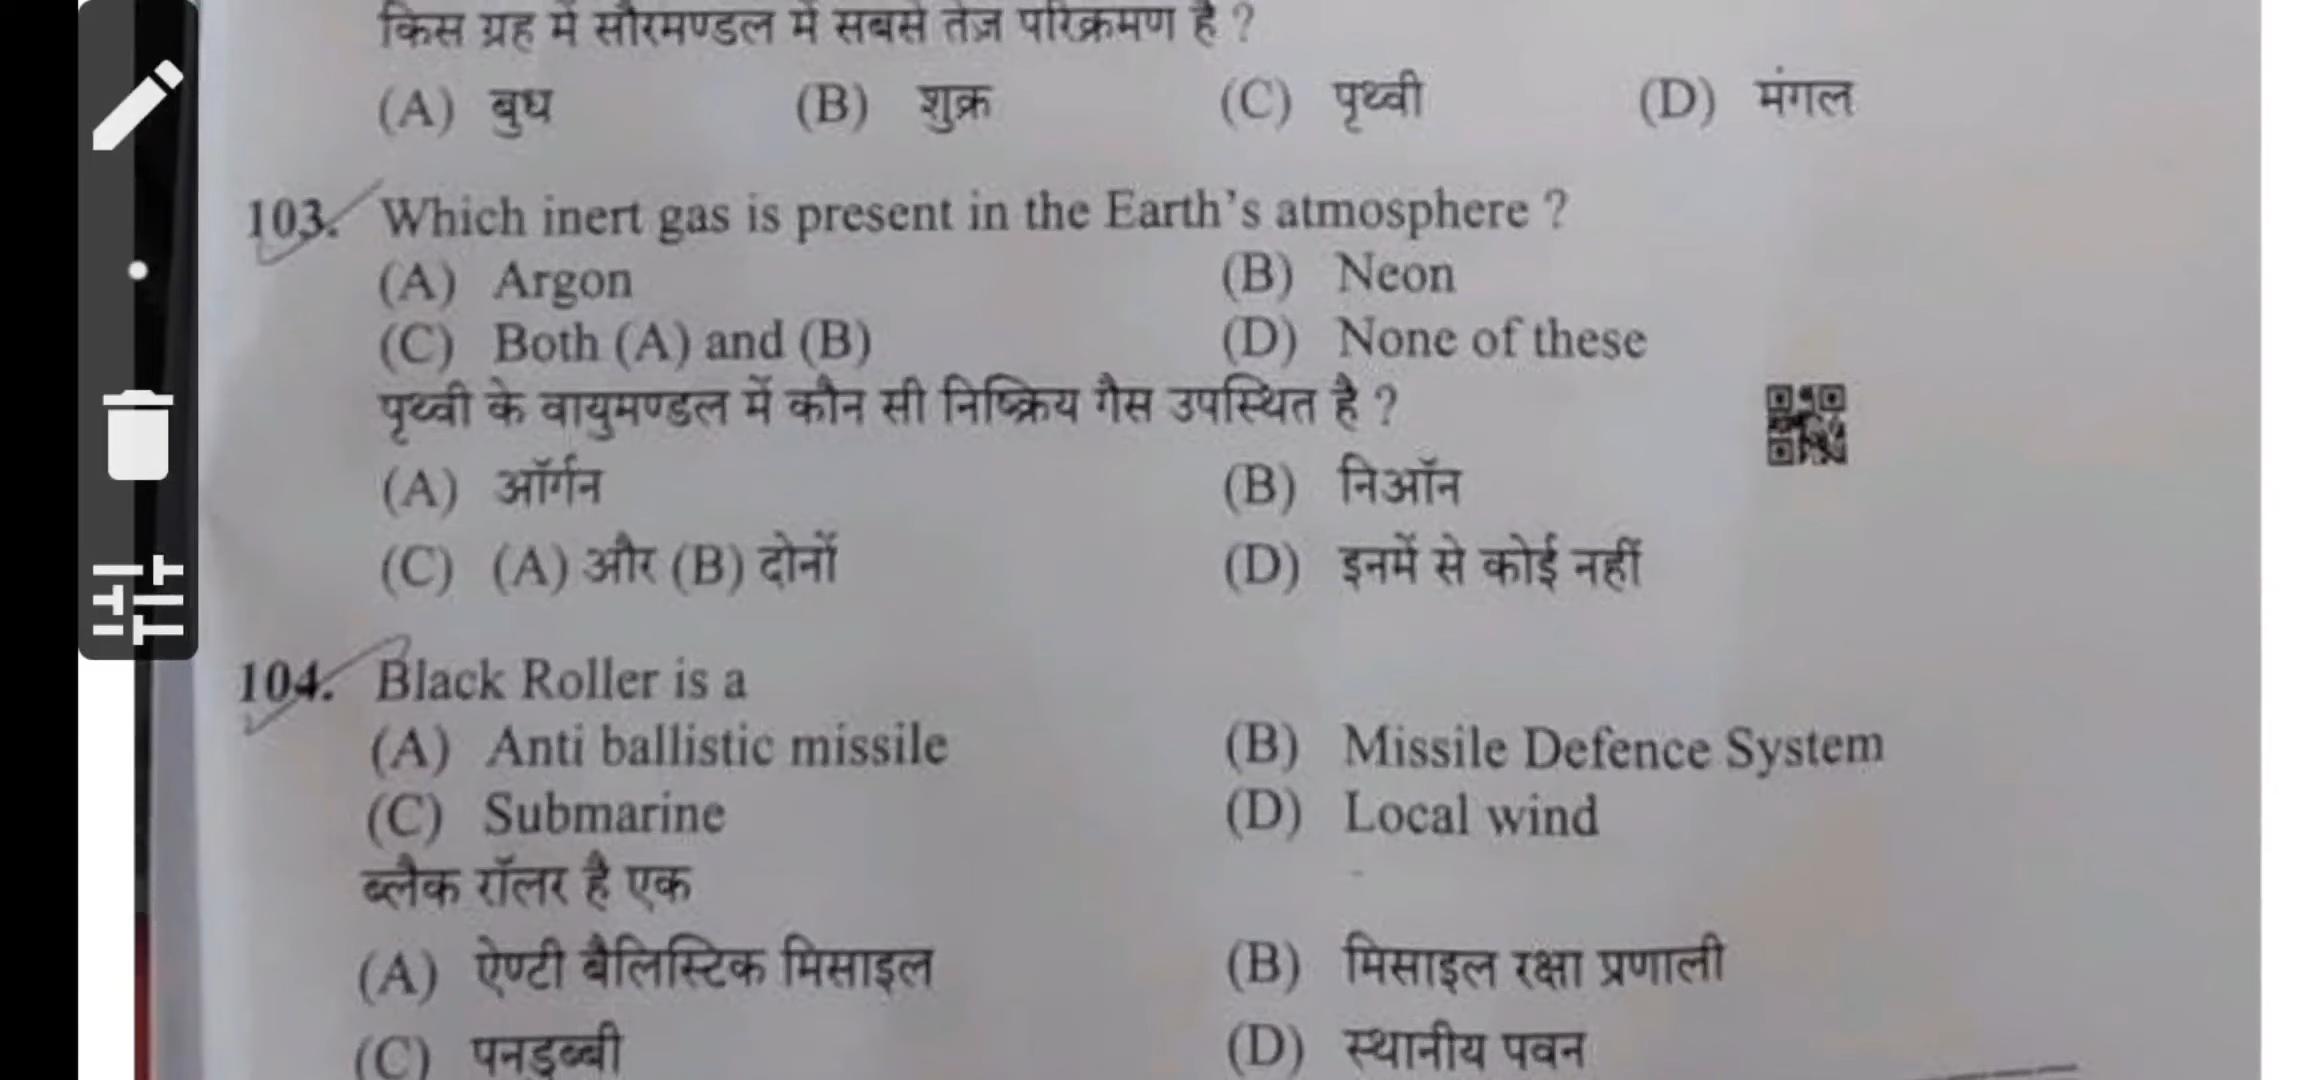 किस ग्रह में सौरमण्डल में सबसे तेज़ परिक्रमण है ?
(A) बुध (B) शुक्र (C) पृथ्वी (D) मंगल
103. Which inert gas is present in the Earth's atmosphere ?
(A) Argon (B) Neon
(C) Both (A) and (B) (D) None of these
पृथ्वी के वायुमण्डल में कौन सी निष्क्रिय गैस उपस्थित है ?
(A) ऑर्गन (B) निऑन
(C) (A) और (B) दोनों (D) इनमें से कोई नहीं
104. Black Roller is a
(A) Anti ballistic missile (B) Missile Defence System
(C) Submarine (D) Local wind
ब्लैक रॉलर है एक
(A) ऐण्टी बैलिस्टिक मिसाइल (B) मिसाइल रक्षा प्रणाली
(C) पनडुब्बी (D) स्थानीय पवन